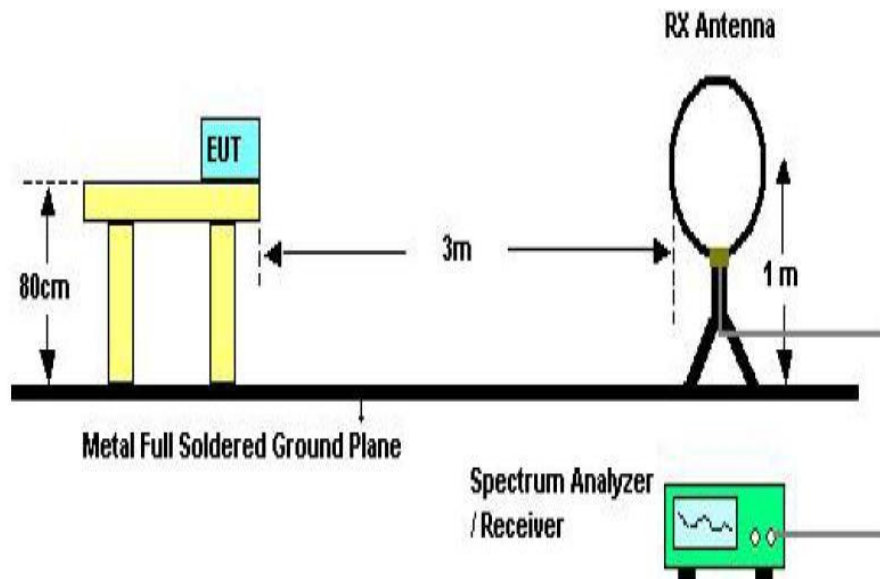 RX Antenna
EUT
3m
80cm
1 m
Metal Full Soldered Ground Plane
Spectrum Analyzer
/ Receiver